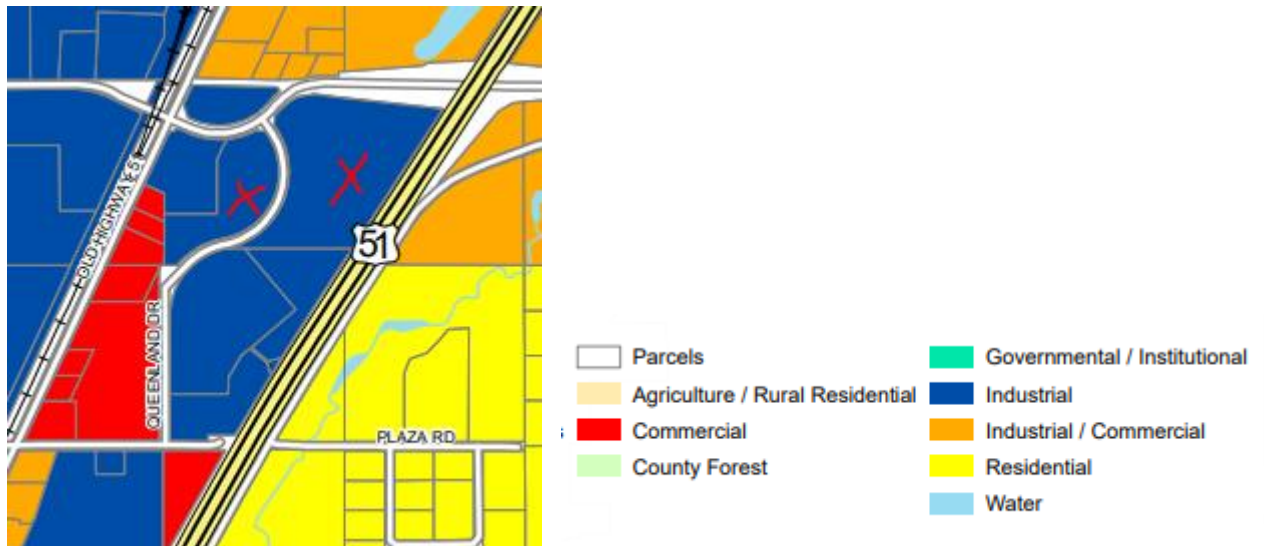 OLD HIGHWAY 51
51
QUEENLAND DR
PLAZA RD
Parcels
Agriculture / Rural Residential
Commercial
County Forest
Governmental / Institutional
Industrial
Industrial / Commercial
Residential
Water